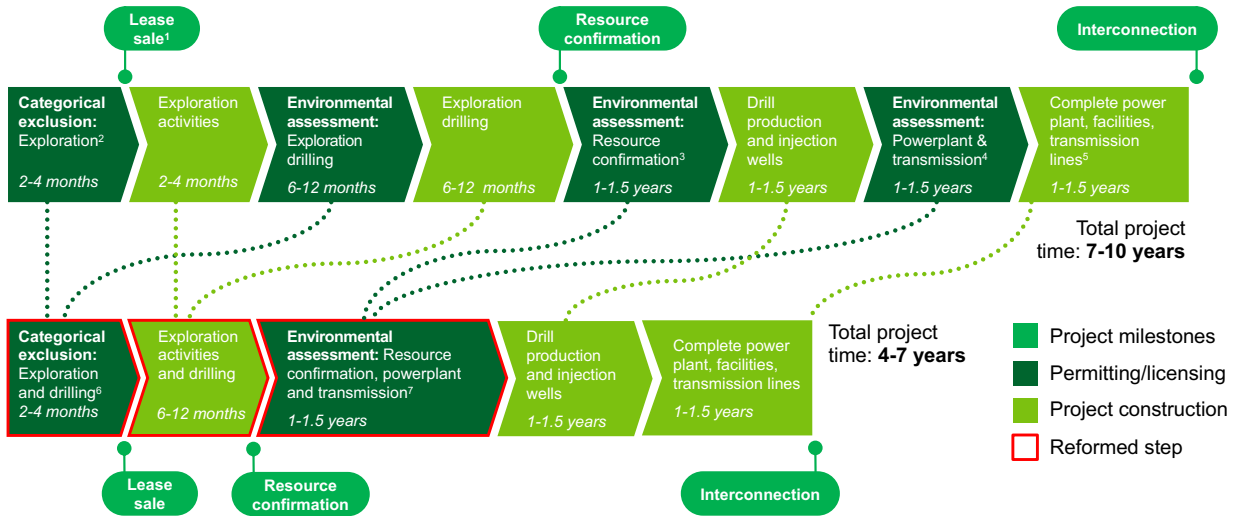 Lease
sale¹
Resource
confirmation
Interconnection
Categorical
exclusion:
Exploration²
2-4 months
Exploration
activities
2-4 months
Environmental
assessment:
Exploration
drilling
6-12 months
Exploration
drilling
6-12 months
Environmental
assessment:
Resource
confirmation³
1-1.5 years
Drill
production
and injection
wells
1-1.5 years
Environmental
assessment:
Powerplant &
transmission⁴
1-1.5 years
Complete power
plant, facilities,
transmission
lines⁵
1-1.5 years
Total project
time: 7-10 years
Categorical
exclusion:
Exploration
and drilling⁶
2-4 months
Exploration
activities
and drilling
6-12 months
Environmental
assessment: Resource
confirmation, powerplant
and transmission⁷
1-1.5 years
Drill
production
and injection
wells
1-1.5 years
Complete power
plant, facilities,
transmission lines
1-1.5 years
Total project
time: 4-7 years
Lease
sale
Resource
confirmation
Interconnection
Project milestones
Permitting/licensing
Project construction
Reformed step